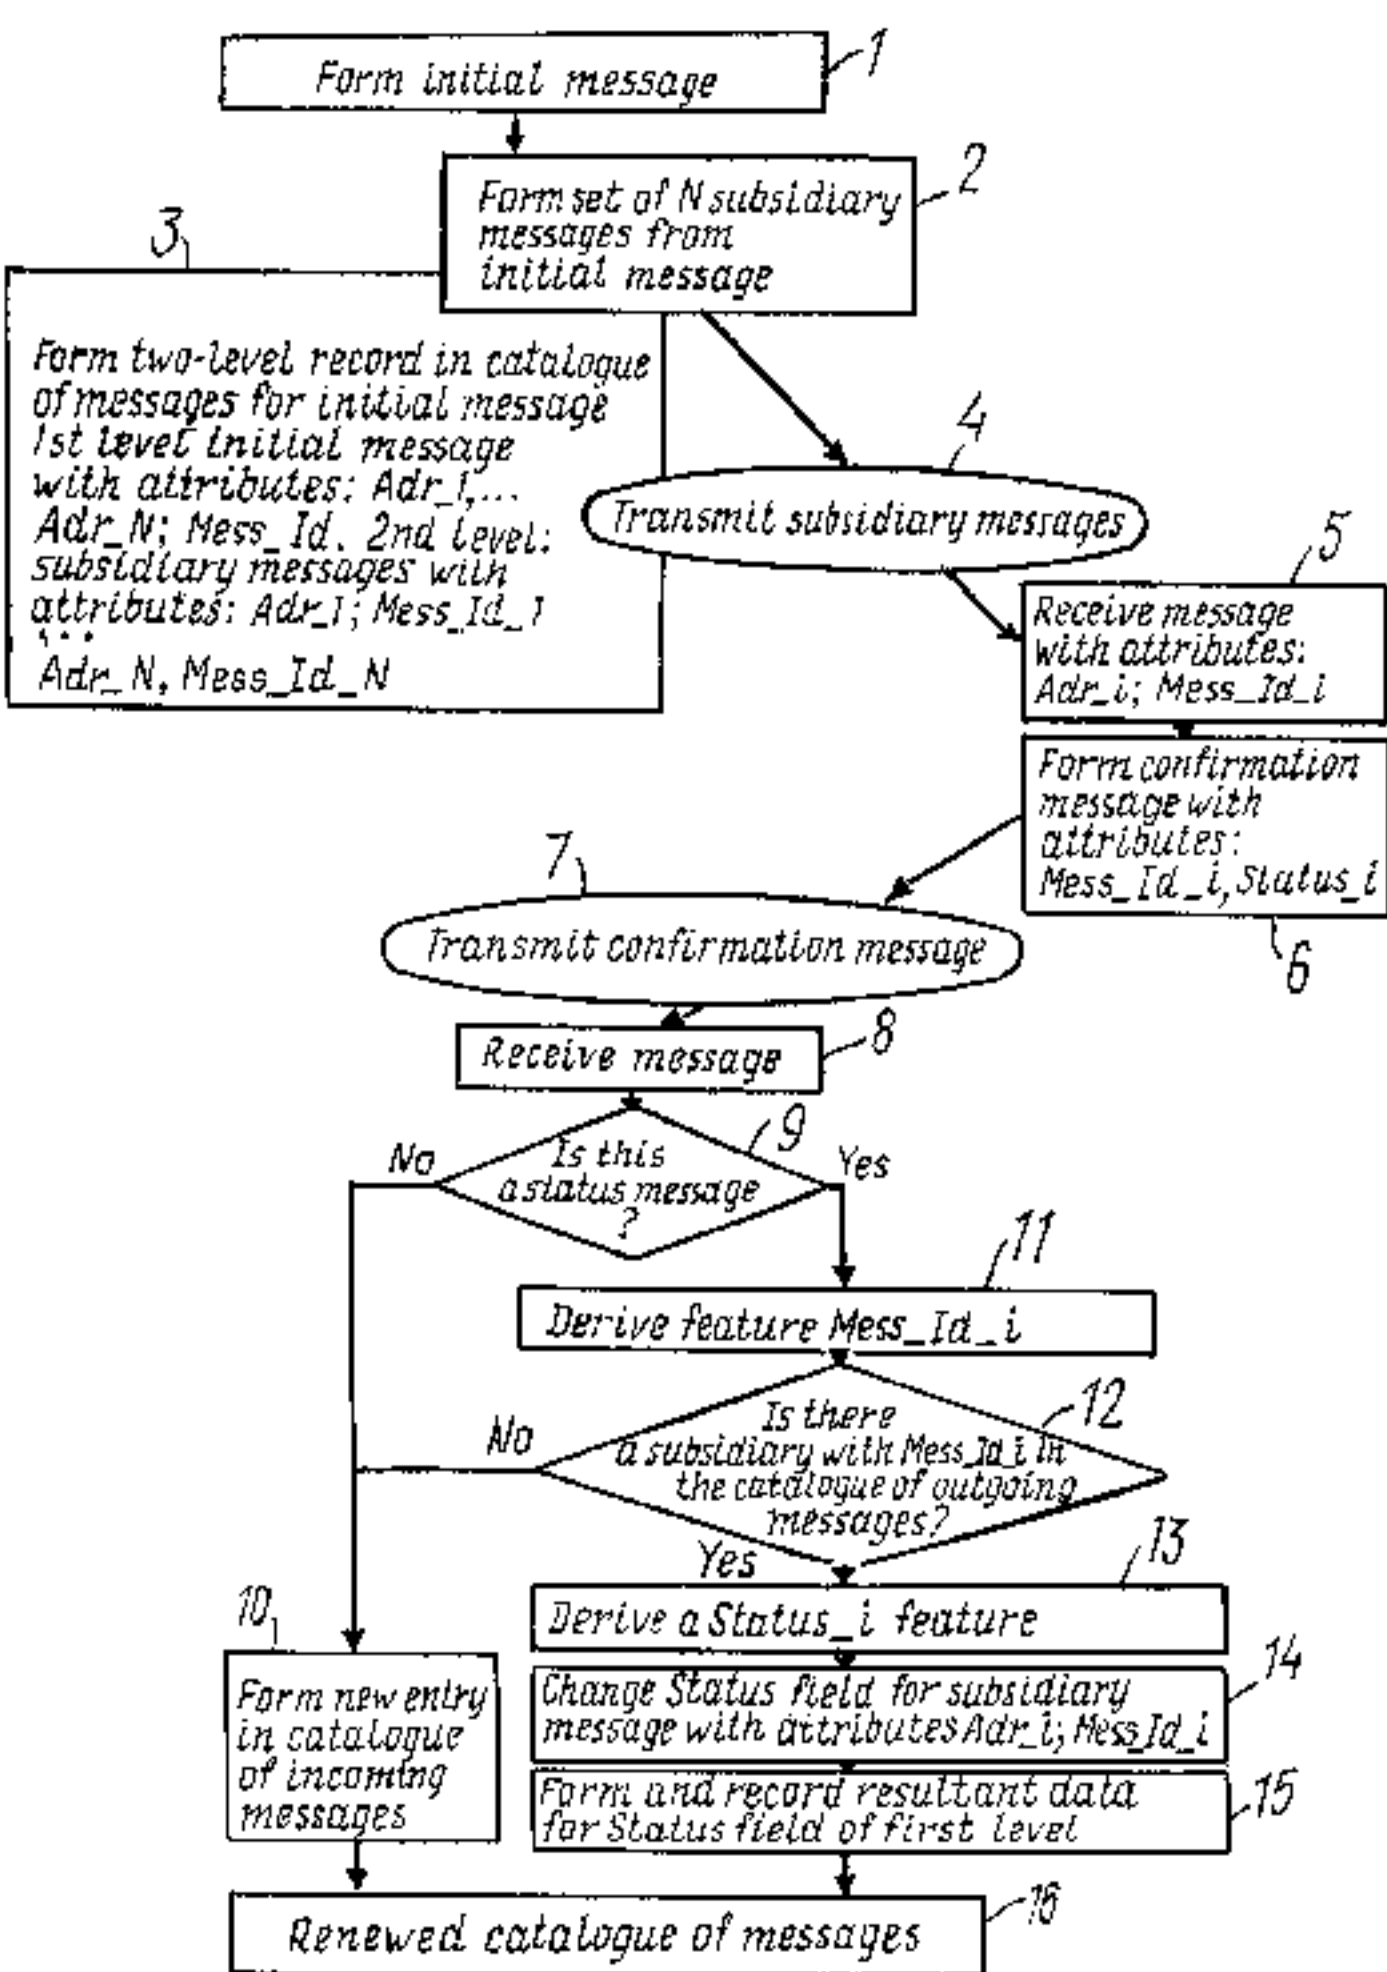 1
Form initial message
2
Form set of N subsidiary
messages from
initial message
3
Form two-level record in catalogue
of messages for initial message
1st level Initial message
with attributes: Adr_1,...
Adr_N; Mess_Id. 2nd level:
subsidiary messages with
attributes: Adr_1; Mess_Id_1
...
Adr_N, Mess_Id_N
4
Transmit subsidiary messages
5
Receive message
with attributes:
Adr_i; Mess_Id_i
Form confirmation
message with
attributes:
Mess_Id_i, Status_i
6
7
Transmit confirmation message
8
Receive message
9
No
Is this
a status message
?
Yes
11
Derive feature Mess_Id_i
12
No
Is there
a subsidiary with Mess_Id_i in
the catalogue of outgoing
messages?
Yes
13
Derive a Status_i feature
10
Form new entry
in catalogue
of incoming
messages
14
Change Status field for subsidiary
message with attributes Adr_i; Mess_Id_i
15
Form and record resultant data
for Status field of first level
16
Renewed catalogue of messages